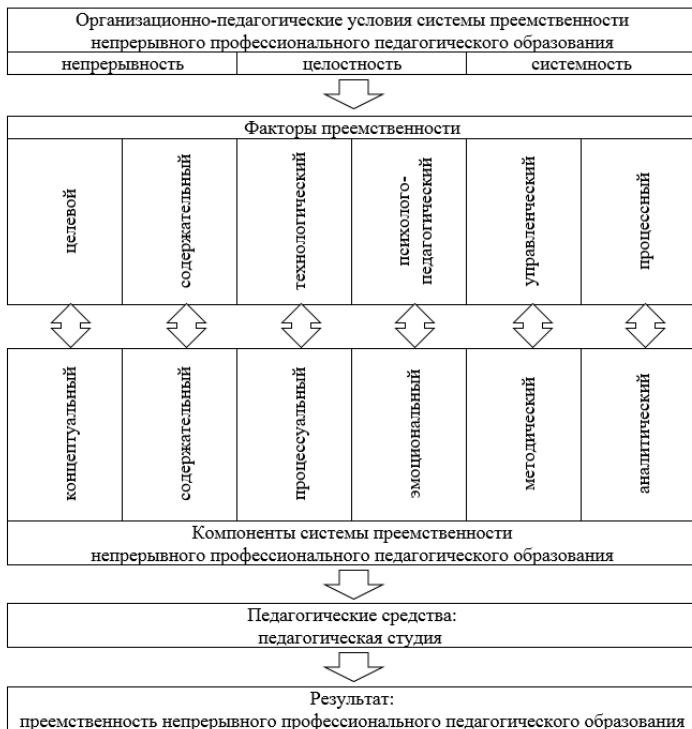 Организационно-педагогические условия системы преемственности
непрерывного профессионального педагогического образования
непрерывность
целостность
системность
Факторы преемственности
целевой
содержательный
технологический
психолого-
педагогический
управленческий
процессный
концептуальный
содержательный
процессуальный
эмоциональный
методический
аналитический
Компоненты системы преемственности
непрерывного профессионального педагогического образования
Педагогические средства:
педагогическая студия
Результат:
преемственность непрерывного профессионального педагогического образования